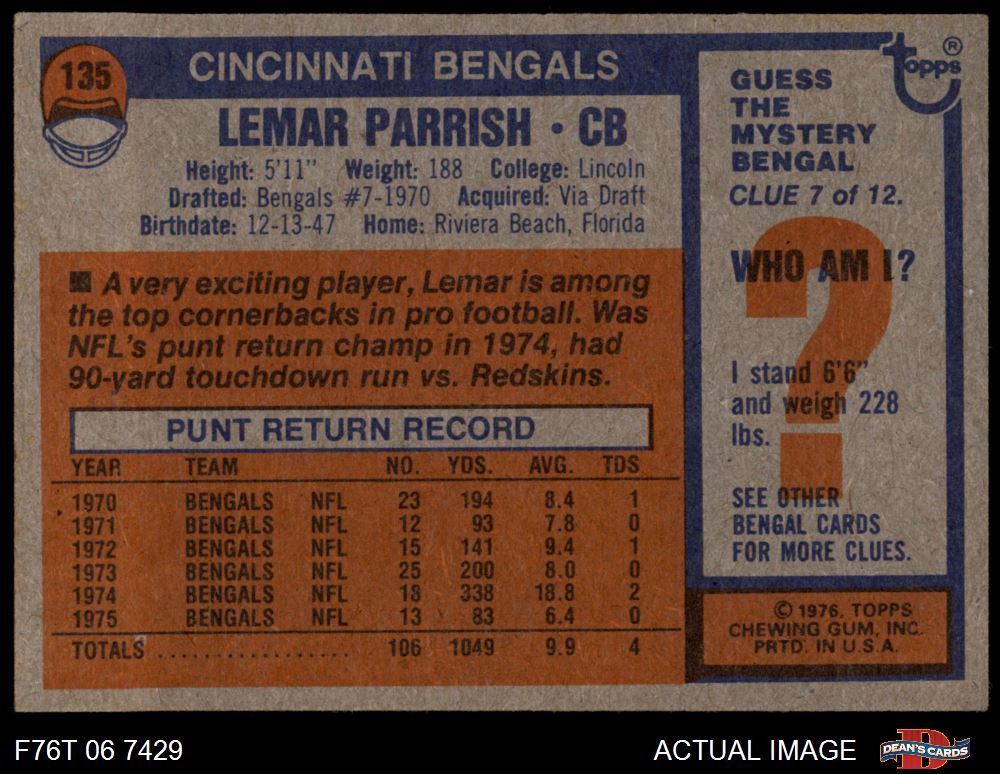 135
CINCINNATI BENGALS
LEMAR PARRISH · CB
Height: 5'11" Weight: 188 College: Lincoln
Drafted: Bengals #7-1970 Acquired: Via Draft
Birthdate: 12-13-47 Home: Riviera Beach, Florida
A very exciting player, Lemar is among
the top cornerbacks in pro football. Was
NFL's punt return champ in 1974, had
90-yard touchdown run vs. Redskins.
PUNT RETURN RECORD
YEAR TEAM NO. YDS. AVG. TDS
1970 BENGALS NFL 23 194 8.4 1
1971 BENGALS NFL 12 93 7.8 0
1972 BENGALS NFL 15 141 9.4 1
1973 BENGALS NFL 25 200 8.0 0
1974 BENGALS NFL 18 338 18.8 2
1975 BENGALS NFL 13 83 6.4 0
TOTALS .................. 106 1049 9.9 4
topps ®
GUESS
THE
MYSTERY
BENGAL
CLUE 7 of 12.
WHO AM I?
?
I stand 6'6"
and weigh 228
lbs.
SEE OTHER
BENGAL CARDS
FOR MORE CLUES.
© 1976, TOPPS
CHEWING GUM, INC.
PRTD. IN U.S.A.
F76T 06 7429 ACTUAL IMAGE
DEAN'S CARDS